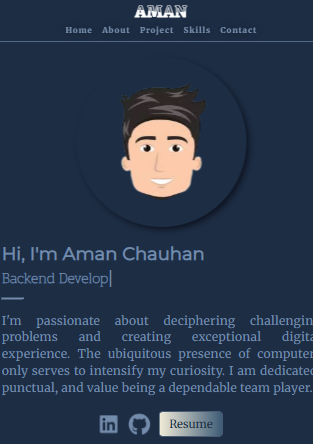 AMAN
Home About Project Skills Contact
Hi, I'm Aman Chauhan
Backend Develop|
I'm passionate about deciphering challengin
problems and creating exceptional digita
experience. The ubiquitous presence of computer
only serves to intensify my curiosity. I am dedicated
punctual, and value being a dependable team player.
Resume